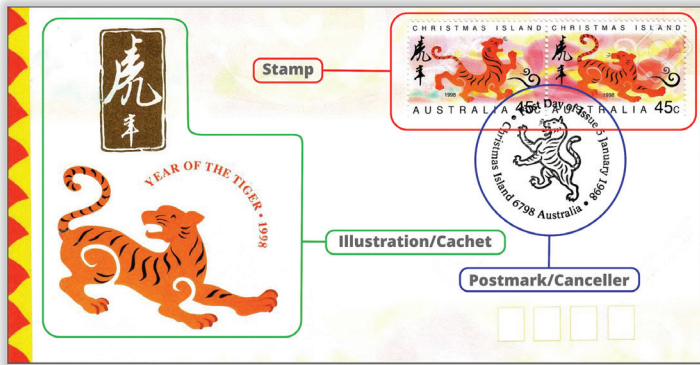 虎
年
YEAR OF THE TIGER • 1998
Stamp
CHRISTMAS ISLAND
虎年
1998
AUSTRALIA 45c
CHRISTMAS ISLAND
虎年
1998
AUSTRALIA 45c
First Day of Issue 5 January 1998 •
Christmas Island 6798 Australia •
Illustration/Cachet
Postmark/Canceller